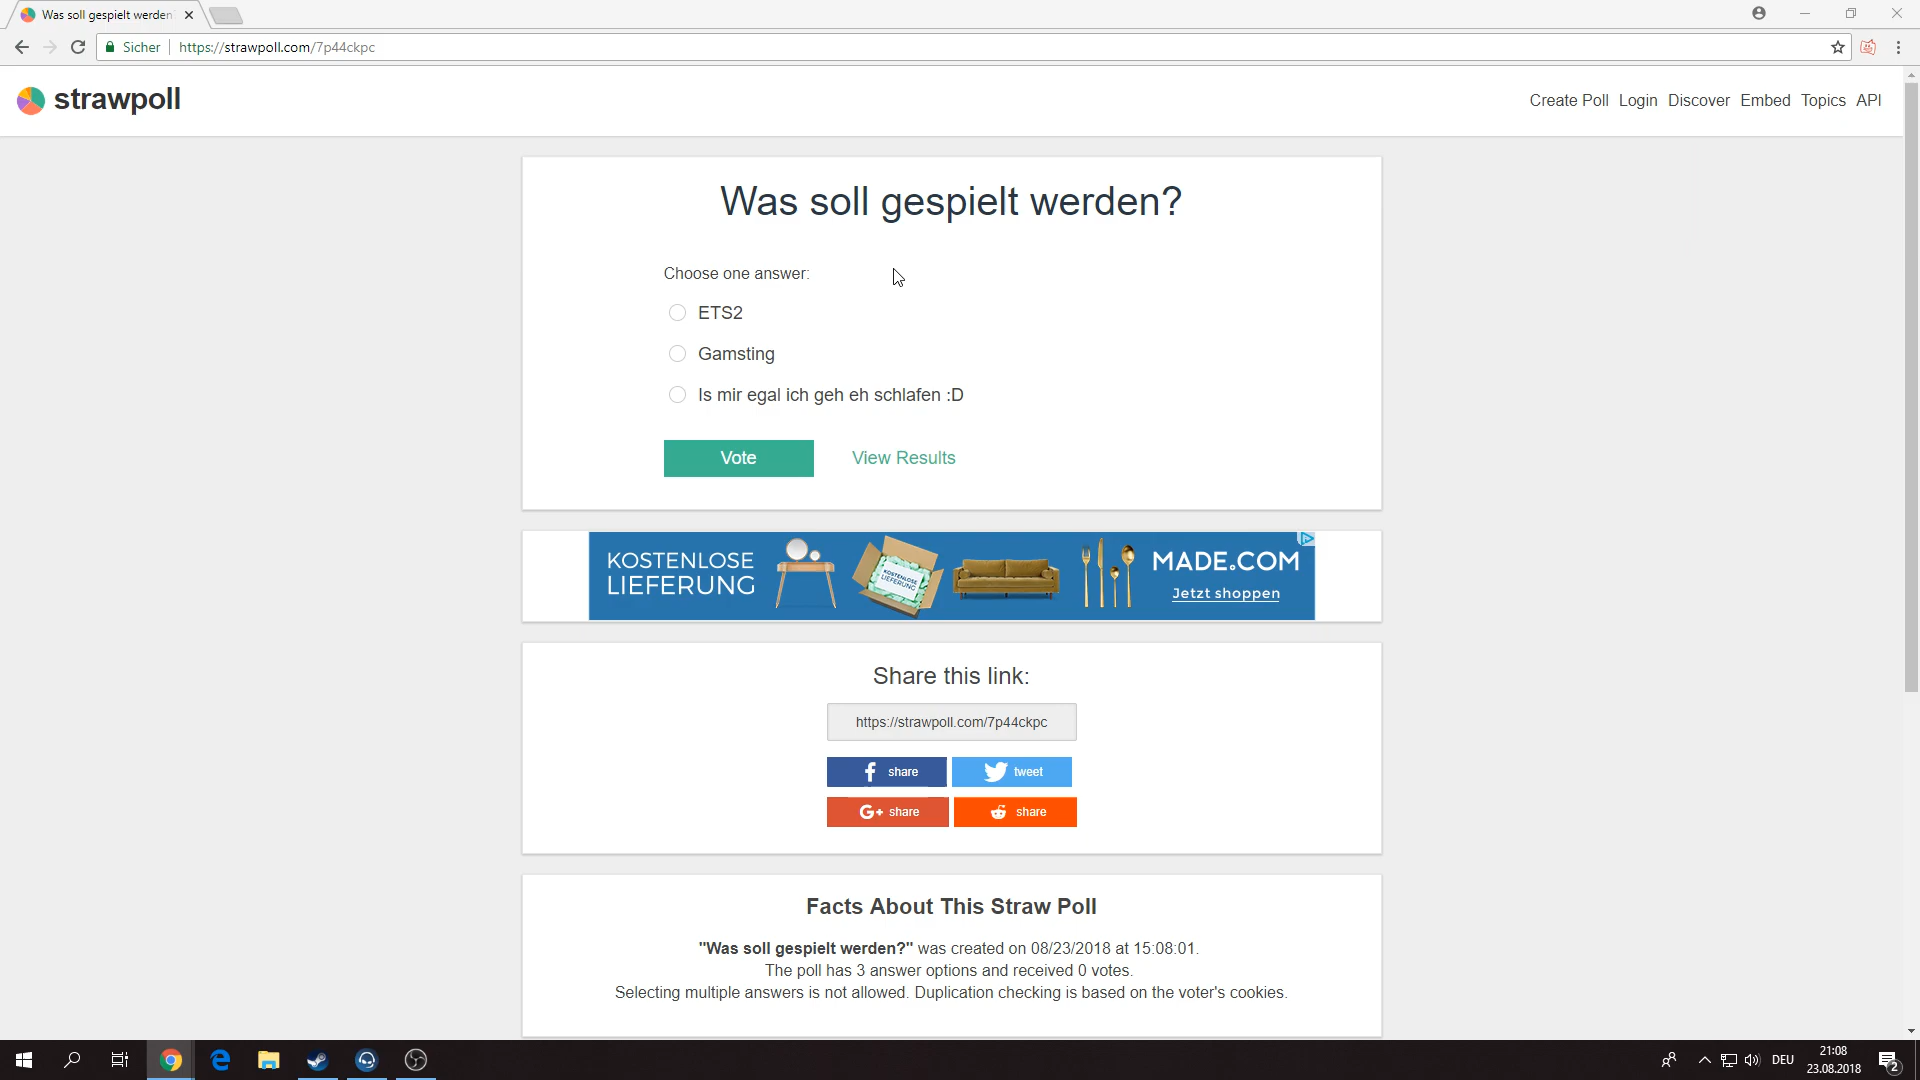 Was soll gespielt werden
Sicher
https://strawpoll.com/7p44ckpc
strawpoll
Create Poll Login Discover Embed Topics API
Was soll gespielt werden?
Choose one answer:
ETS2
Gamsting
Is mir egal ich geh eh schlafen :D
Vote
View Results
KOSTENLOSE
LIEFERUNG
KOSTENLOSE
LIEFERUNG
MADE.COM
Jetzt shoppen
Share this link:
https://strawpoll.com/7p44ckpc
share
tweet
G+ share
share
Facts About This Straw Poll
"Was soll gespielt werden?" was created on 08/23/2018 at 15:08:01.
The poll has 3 answer options and received 0 votes.
Selecting multiple answers is not allowed. Duplication checking is based on the voter's cookies.
DEU
21:08
23.08.2018
2